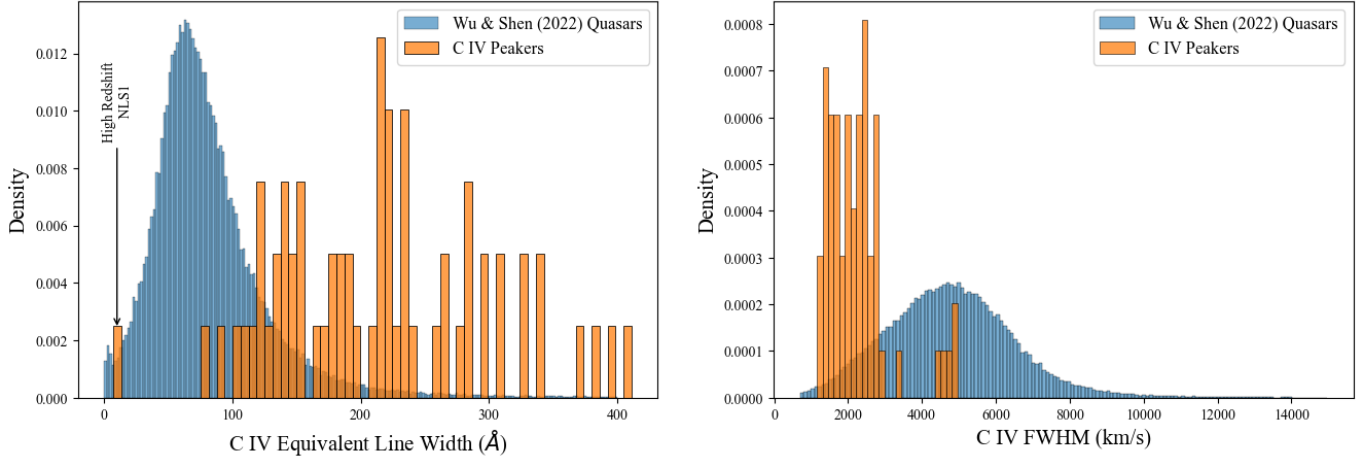 Wu & Shen (2022) Quasars
C IV Peakers
High Redshift
NLS1
Density
0.012
0.010
0.008
0.006
0.004
0.002
0.000
0
100
200
300
400
C IV Equivalent Line Width (Å)
Wu & Shen (2022) Quasars
C IV Peakers
Density
0.0008
0.0007
0.0006
0.0005
0.0004
0.0003
0.0002
0.0001
0.0000
0
2000
4000
6000
8000
10000
12000
14000
C IV FWHM (km/s)